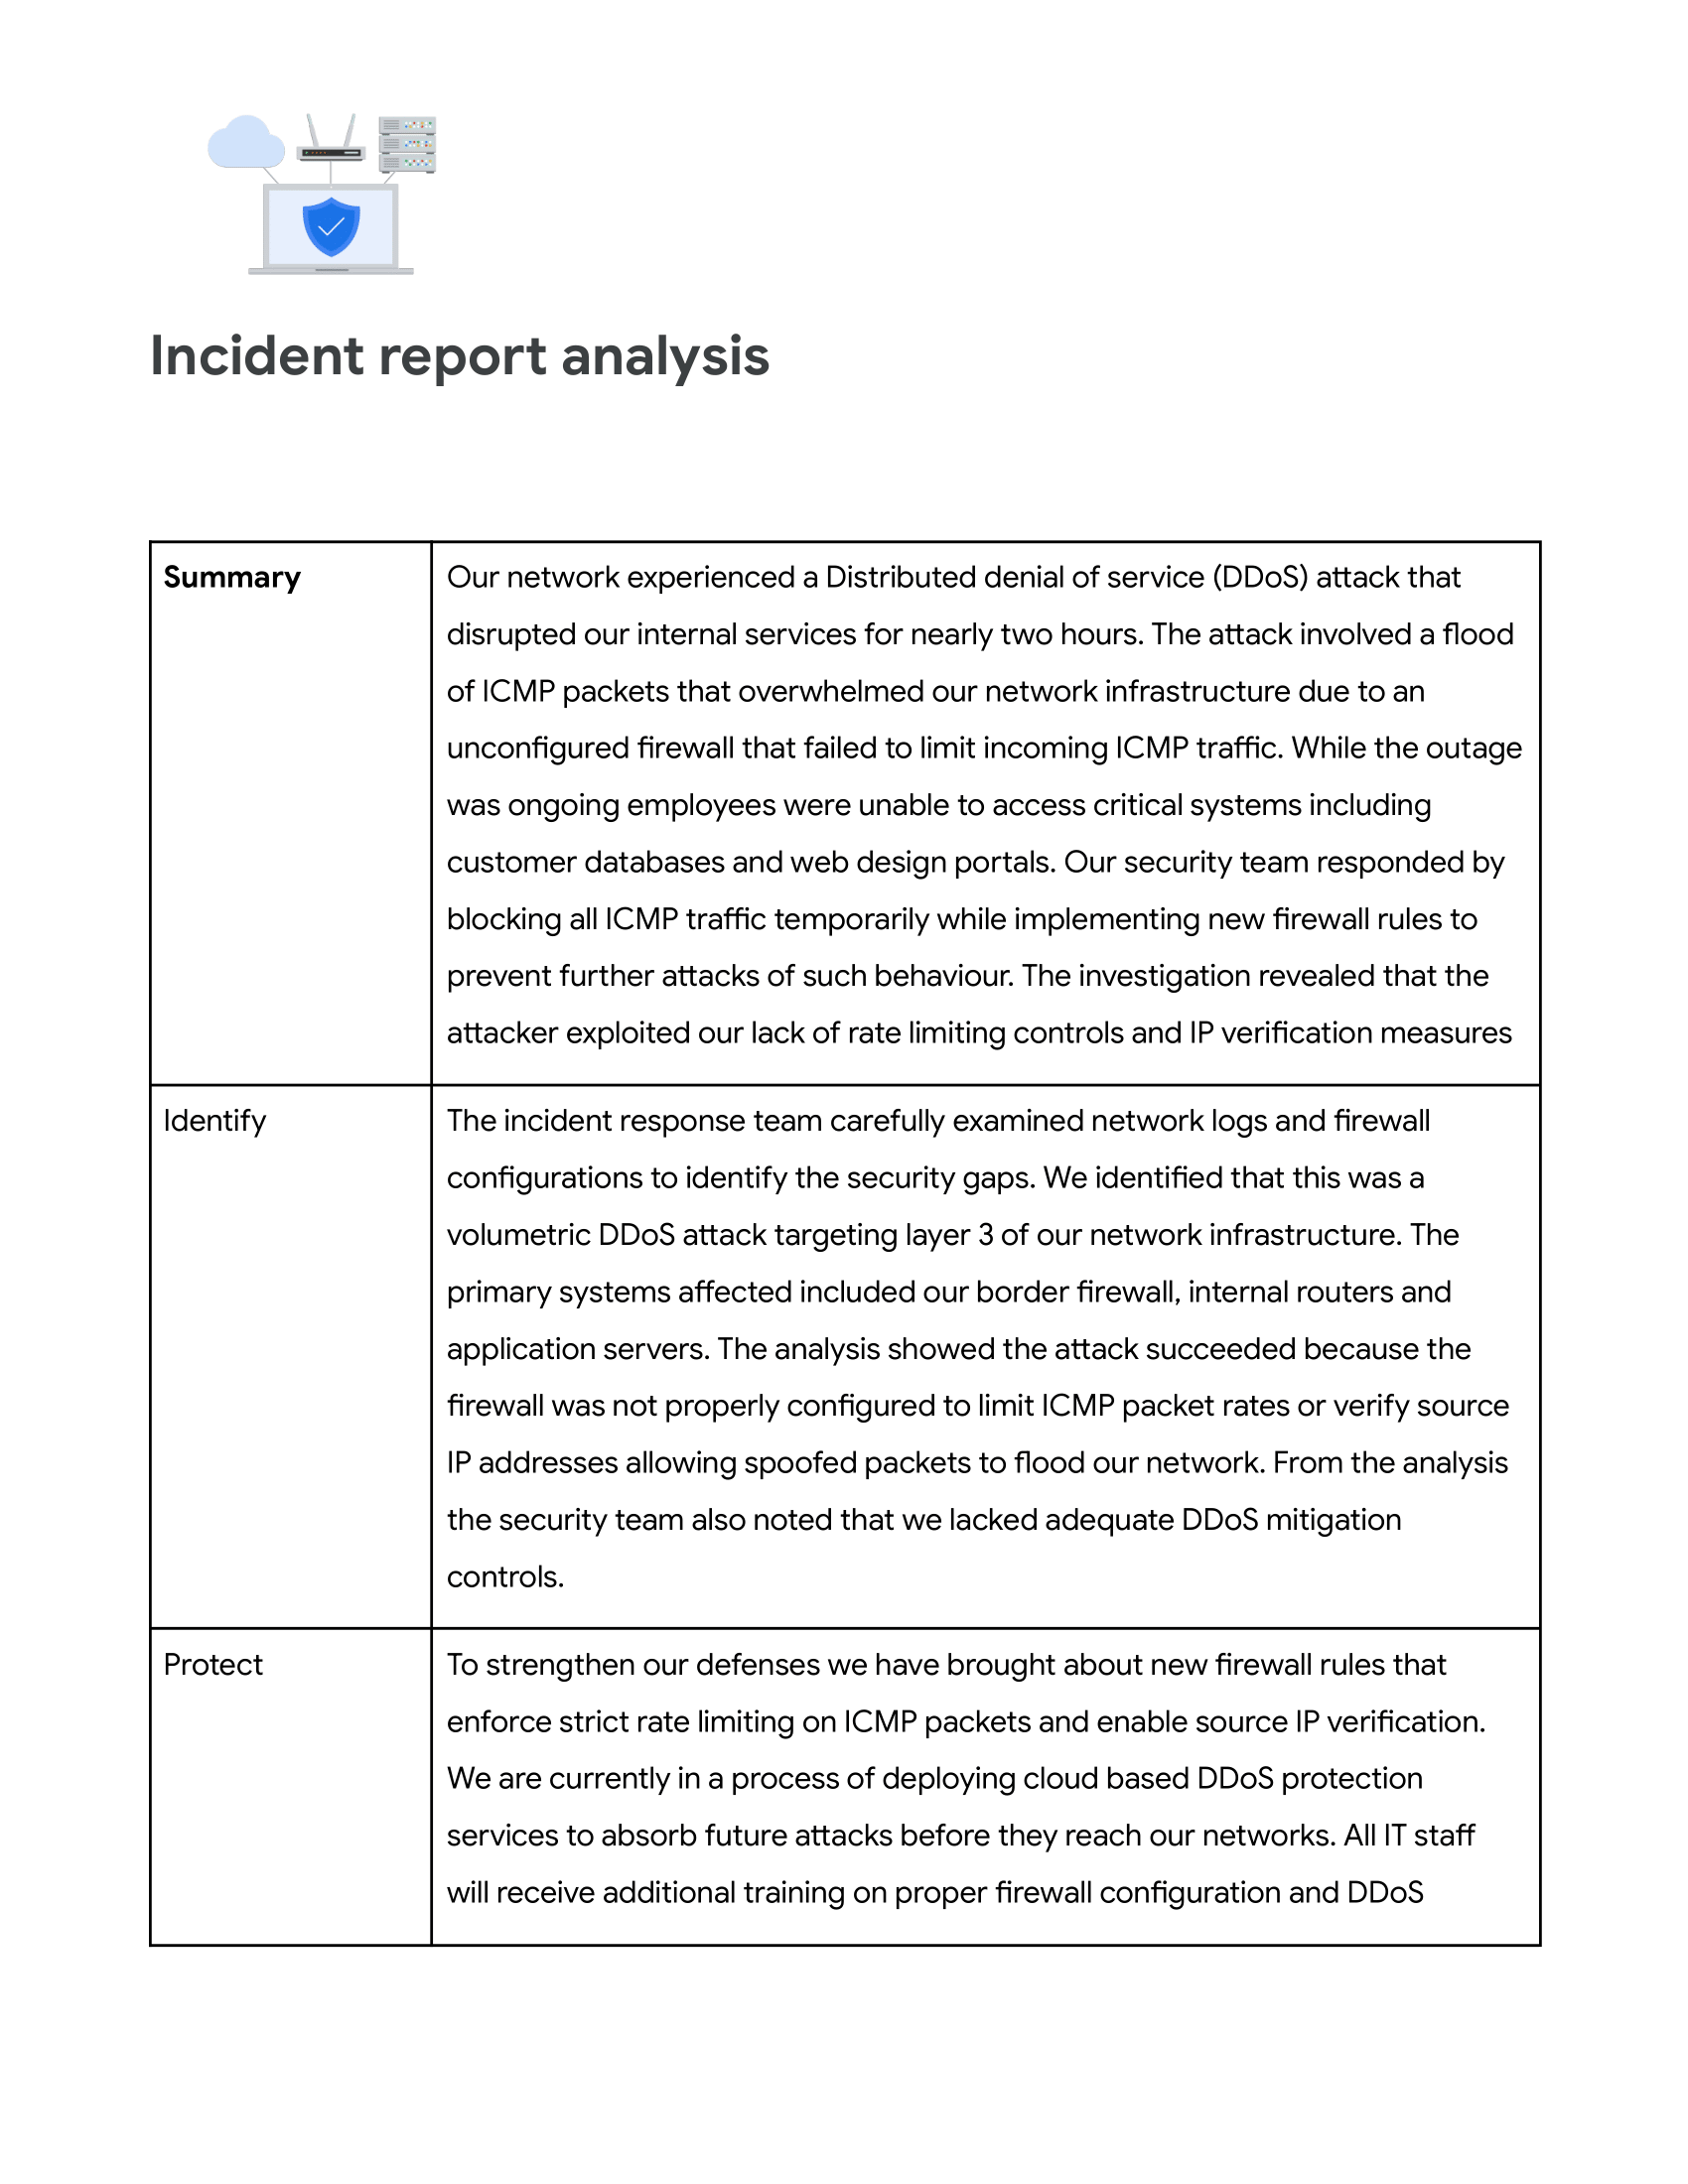 Incident report analysis
Summary
Our network experienced a Distributed denial of service (DDoS) attack that
disrupted our internal services for nearly two hours. The attack involved a flood
of ICMP packets that overwhelmed our network infrastructure due to an
unconfigured firewall that failed to limit incoming ICMP traffic. While the outage
was ongoing employees were unable to access critical systems including
customer databases and web design portals. Our security team responded by
blocking all ICMP traffic temporarily while implementing new firewall rules to
prevent further attacks of such behaviour. The investigation revealed that the
attacker exploited our lack of rate limiting controls and IP verification measures
Identify
The incident response team carefully examined network logs and firewall
configurations to identify the security gaps. We identified that this was a
volumetric DDoS attack targeting layer 3 of our network infrastructure. The
primary systems affected included our border firewall, internal routers and
application servers. The analysis showed the attack succeeded because the
firewall was not properly configured to limit ICMP packet rates or verify source
IP addresses allowing spoofed packets to flood our network. From the analysis
the security team also noted that we lacked adequate DDoS mitigation
controls.
Protect
To strengthen our defenses we have brought about new firewall rules that
enforce strict rate limiting on ICMP packets and enable source IP verification.
We are currently in a process of deploying cloud based DDoS protection
services to absorb future attacks before they reach our networks. All IT staff
will receive additional training on proper firewall configuration and DDoS